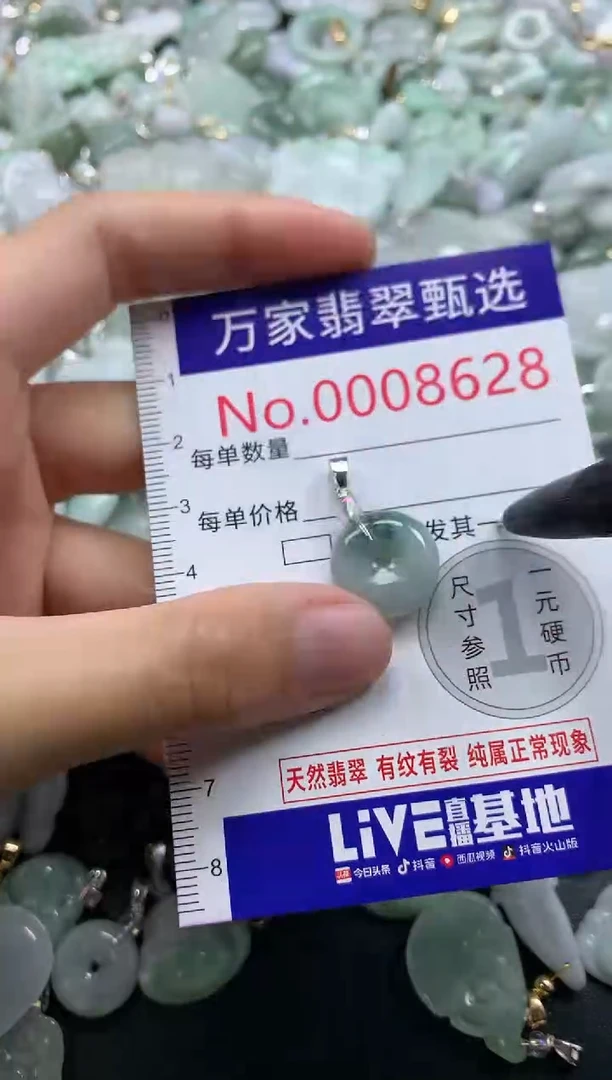 万家翡翠甄选
No.0008628
每单数量
每单价格
发其一
1
2
3
4
7
8
尺寸参照
1
一元硬币
天然翡翠 有纹有裂 纯属正常现象
LiVE直播基地
今日头条 抖音 西瓜视频 抖音火山版